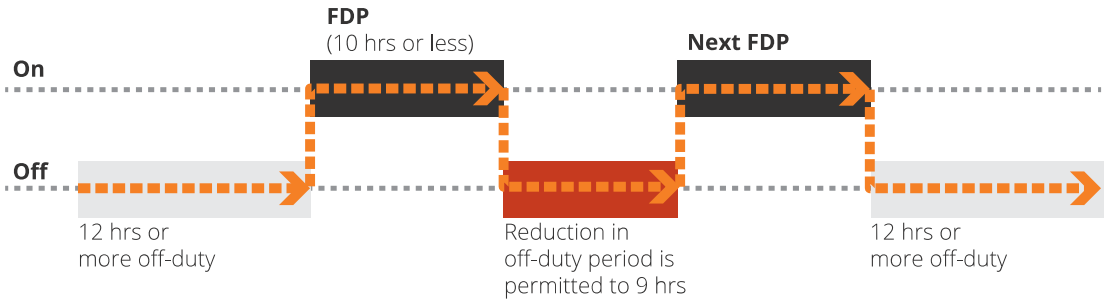 FDP
(10 hrs or less)
Next FDP
On
Off
12 hrs or
more off-duty
Reduction in
off-duty period is
permitted to 9 hrs
12 hrs or
more off-duty